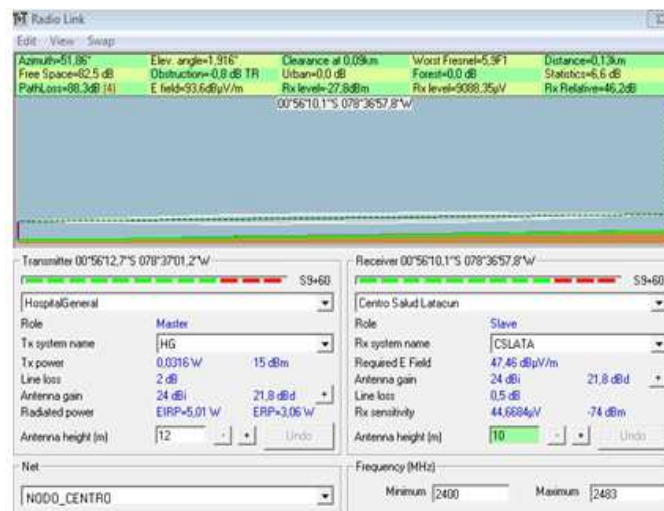 Radio Link
Edit View Swap
Azimuth=51,86° Elev. angle=1,916° Clearance at 0,09km Worst Fresnel=5,9F1 Distance=0,13km
Free Space=82,5 dB Obstruction=-0,8 dB TR Urban=0,0 dB Forest=0,0 dB Statistics=6,6 dB
PathLoss=88,3dB (4) E field=93,6dBµV/m Rx level=-27,8dBm Rx level=9088,35µV Rx Relative=46,2dB
00°56'10,1"S 078°36'57,8"W
Transmitter 00°56'12,7"S 078°37'01,2"W
S9+60
HospitalGeneral
Role Master
Tx system name HG
Tx power 0,0316 W 15 dBm
Line loss 2 dB
Antenna gain 24 dBi 21,8 dBd +
Radiated power EIRP=5,01 W ERP=3,06 W
Antenna height (m) 12 - + Undo
Receiver 00°56'10,1"S 078°36'57,8"W
S9+60
Centro Salud Latacun
Role Slave
Rx system name CSLATA
Required E Field 47,46 dBµV/m
Antenna gain 24 dBi 21,8 dBd +
Line loss 0,5 dB
Rx sensitivity 44,6684µV -74 dBm
Antenna height (m) 10 - + Undo
Net
NODO_CENTRO
Frequency (MHz)
Minimum 2400 Maximum 2483